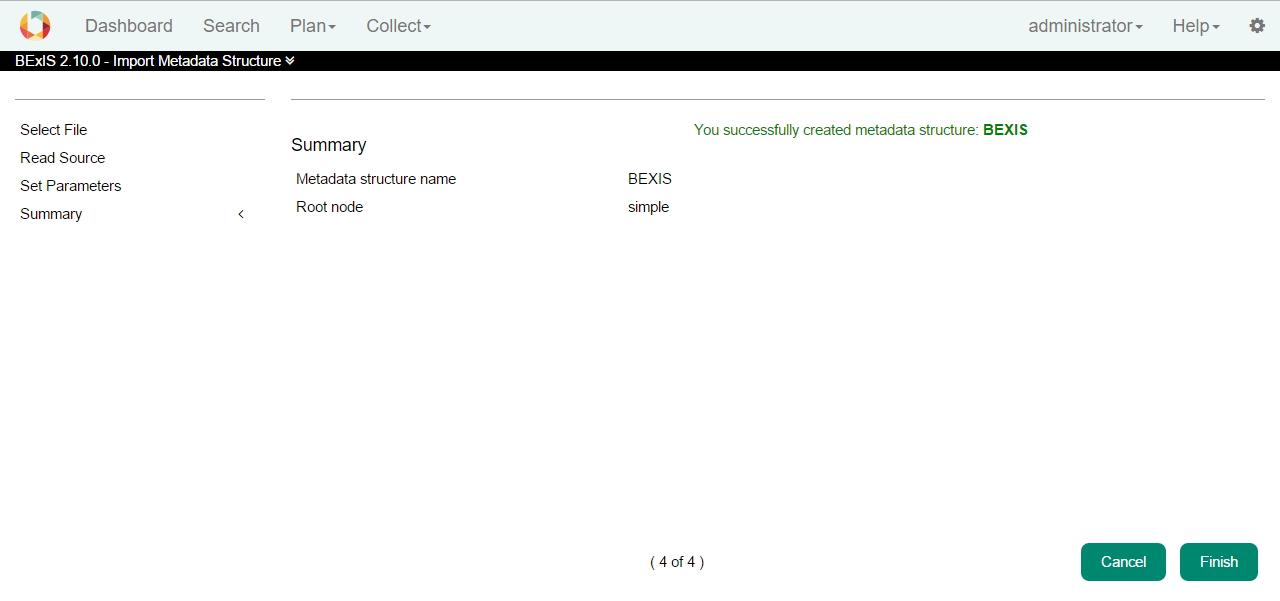 Dashboard Search Plan Collect administrator Help
BExIS 2.10.0 - Import Metadata Structure
Select File
Read Source
Set Parameters
Summary <
You successfully created metadata structure: BEXIS
Summary
Metadata structure name BEXIS
Root node simple
( 4 of 4 )
Cancel Finish